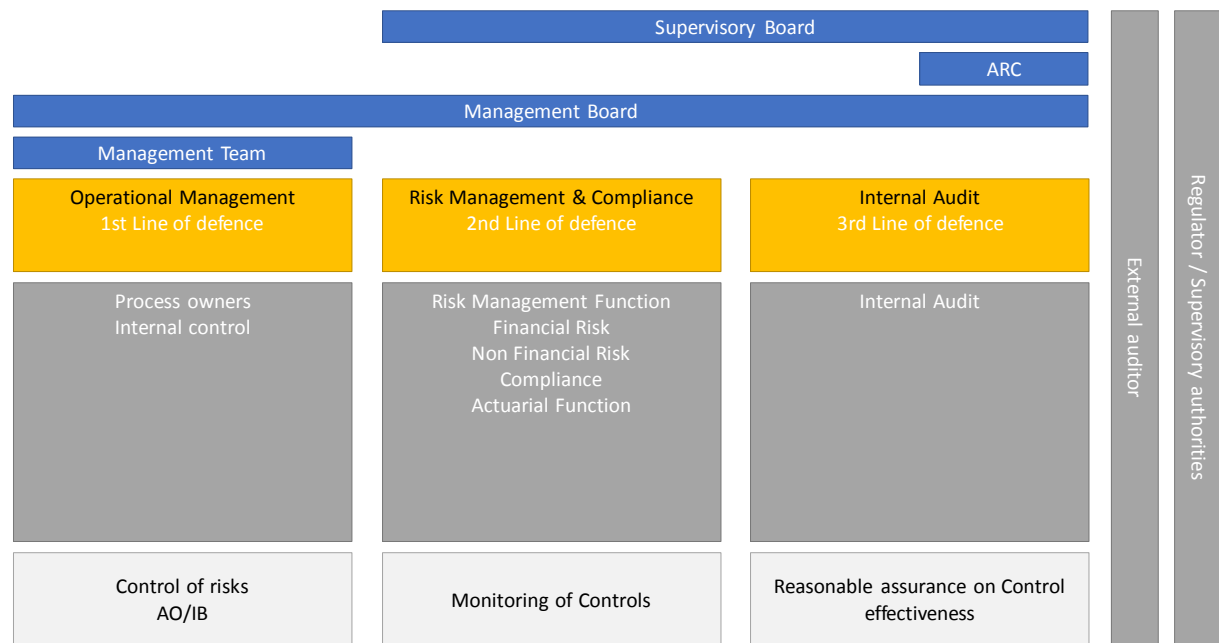 Supervisory Board
ARC
Management Board
Management Team
Operational Management
1st Line of defence
Risk Management & Compliance
2nd Line of defence
Internal Audit
3rd Line of defence
Process owners
Internal control
Risk Management Function
Financial Risk
Non Financial Risk
Compliance
Actuarial Function
Internal Audit
Control of risks
AO/IB
Monitoring of Controls
Reasonable assurance on Control
effectiveness
External auditor
Regulator / Supervisory authorities